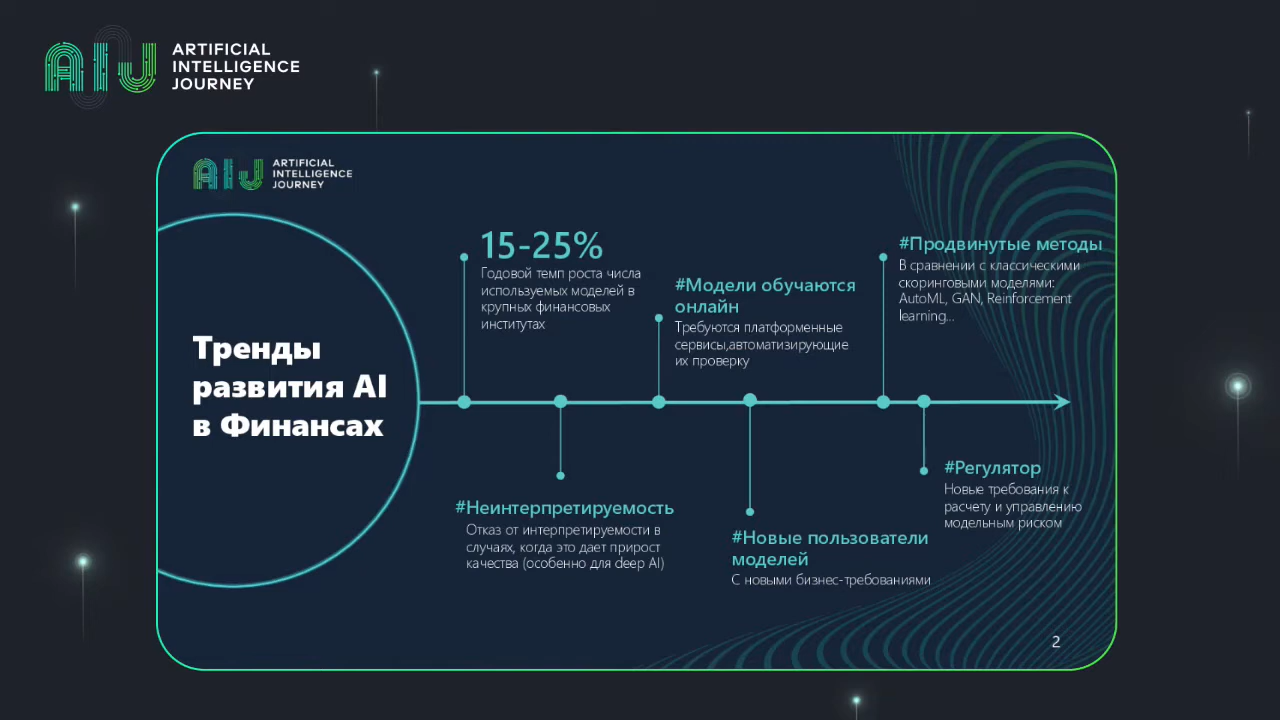 ARTIFICIAL
INTELLIGENCE
JOURNEY
AIJ
ARTIFICIAL
INTELLIGENCE
JOURNEY
AIJ
Тренды
развития AI
в Финансах
15-25%
Годовой темп роста числа
используемых моделей в
крупных финансовых
институтах
#Неинтерпретируемость
Отказ от интерпретируемости в
случаях, когда это дает прирост
качества (особенно для deep AI)
#Модели обучаются
онлайн
Требуются платформенные
сервисы,автоматизирующие
их проверку
#Новые пользователи
моделей
С новыми бизнес-требованиями
#Продвинутые методы
В сравнении с классическими
скоринговыми моделями:
AutoML, GAN, Reinforcement
learning...
#Регулятор
Новые требования к
расчету и управлению
модельным риском
2